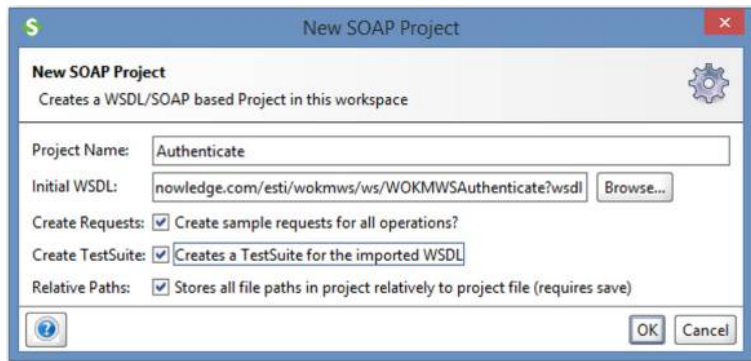 New SOAP Project
New SOAP Project
Creates a WSDL/SOAP based Project in this workspace
Project Name: Authenticate
Initial WSDL: nowledge.com/esti/wokmws/ws/WOKMWSAuthenticate?wsdl Browse...
Create Requests: Create sample requests for all operations?
Create TestSuite: Creates a TestSuite for the imported WSDL
Relative Paths: Stores all file paths in project relatively to project file (requires save)
? OK Cancel